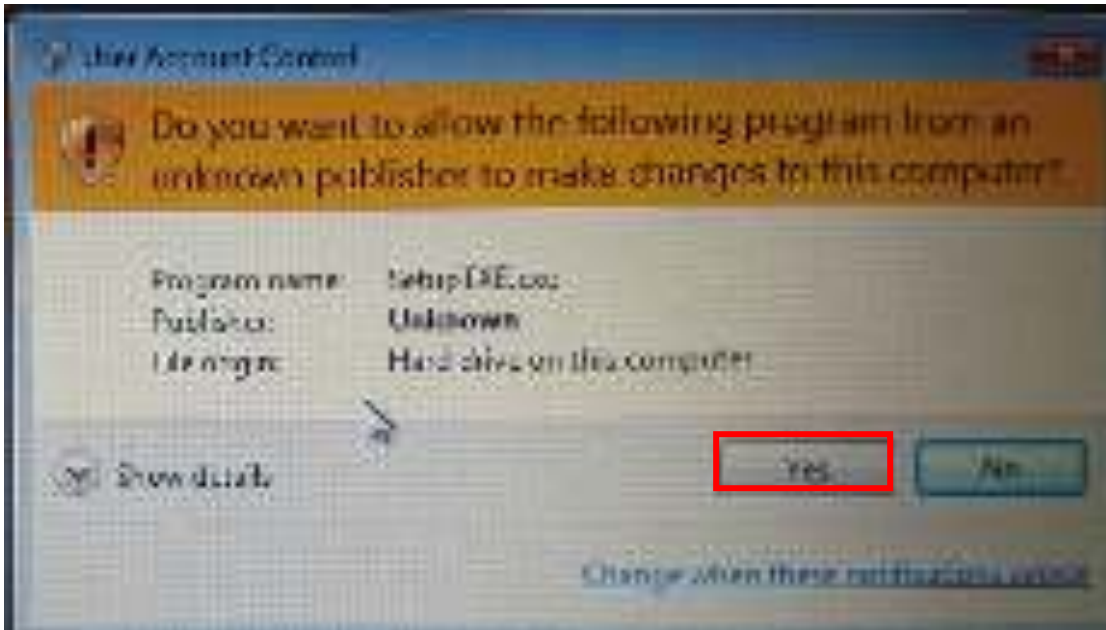 User Account Control
Do you want to allow the following program from an
unknown publisher to make changes to this computer?
Program name: Setup
Publisher: Unknown
File origin: Hard drive on this computer
Show details
Yes
No
Change when these notifications appear